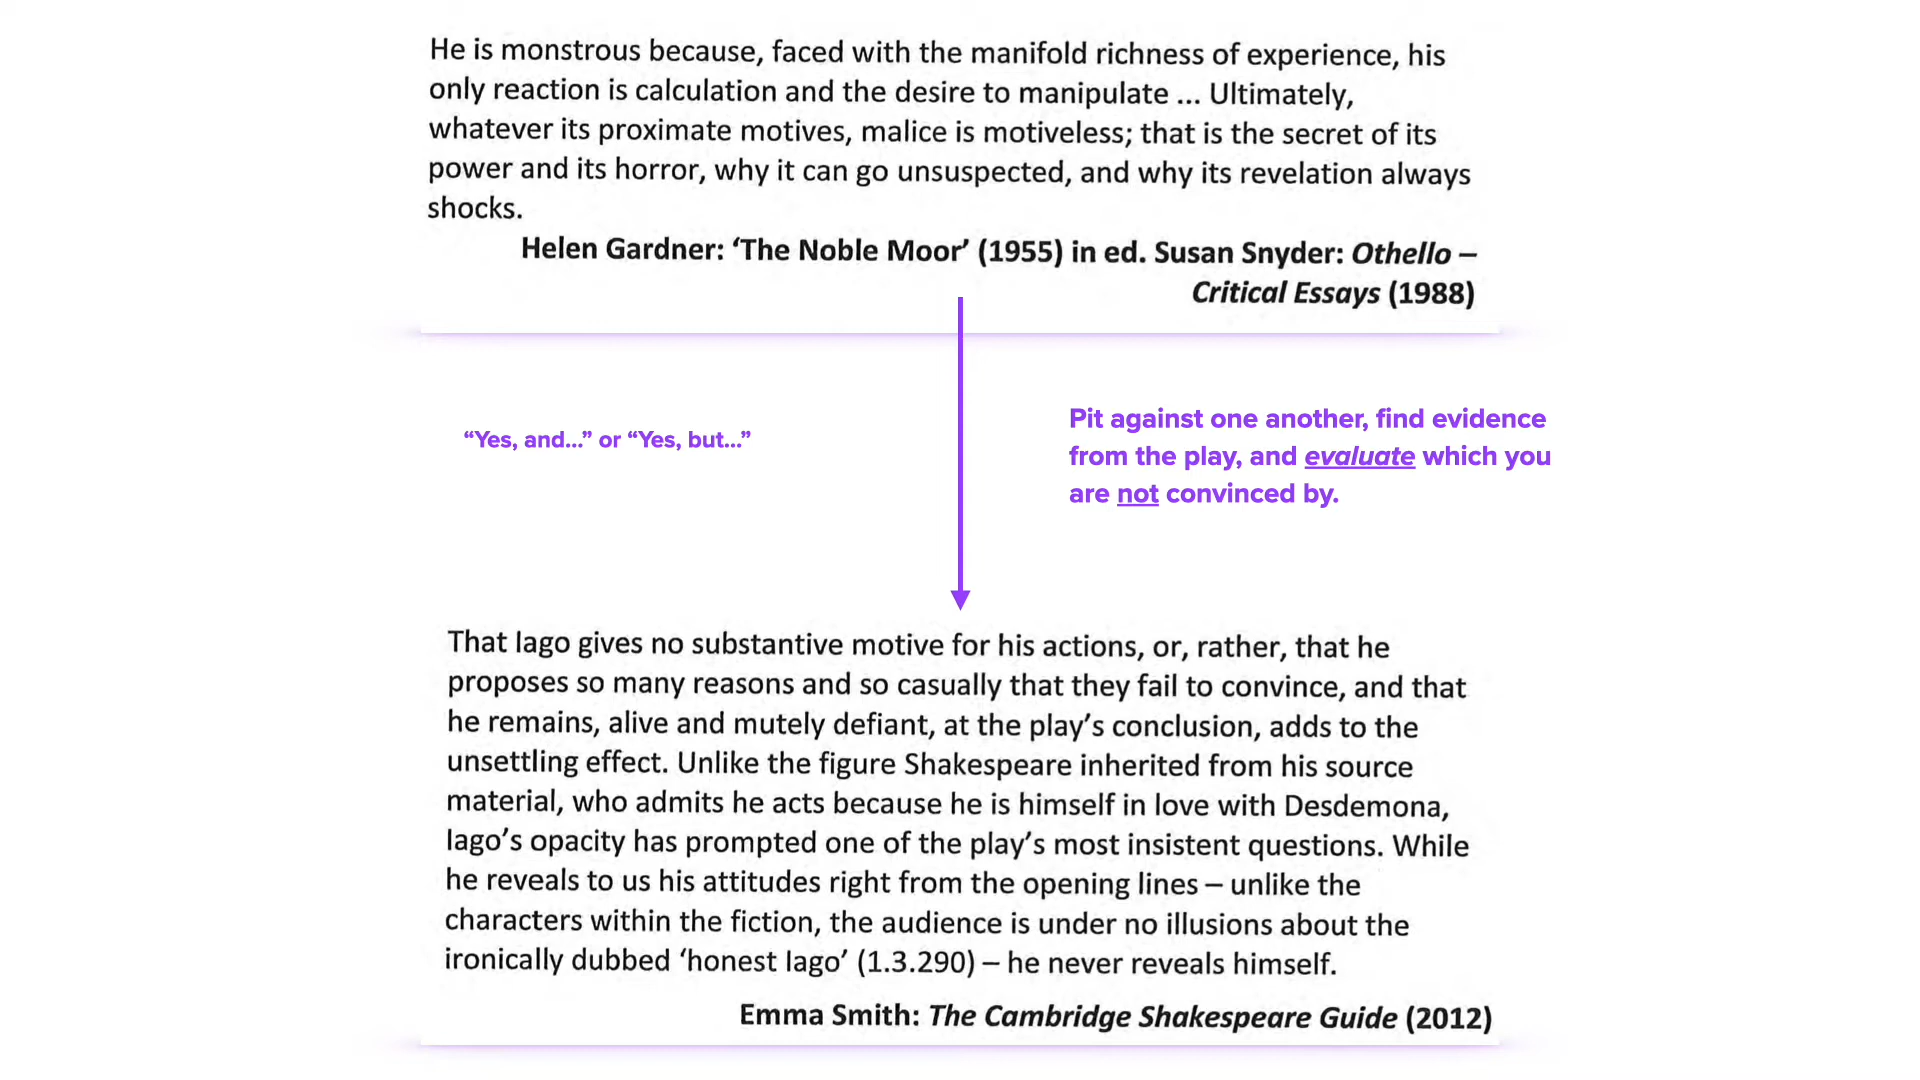 He is monstrous because, faced with the manifold richness of experience, his
only reaction is calculation and the desire to manipulate ... Ultimately,
whatever its proximate motives, malice is motiveless; that is the secret of its
power and its horror, why it can go unsuspected, and why its revelation always
shocks.
Helen Gardner: ‘The Noble Moor’ (1955) in ed. Susan Snyder: Othello –
Critical Essays (1988)
“Yes, and...” or “Yes, but...”
Pit against one another, find evidence
from the play, and evaluate which you
are not convinced by.
That Iago gives no substantive motive for his actions, or, rather, that he
proposes so many reasons and so casually that they fail to convince, and that
he remains, alive and mutely defiant, at the play’s conclusion, adds to the
unsettling effect. Unlike the figure Shakespeare inherited from his source
material, who admits he acts because he is himself in love with Desdemona,
Iago’s opacity has prompted one of the play’s most insistent questions. While
he reveals to us his attitudes right from the opening lines – unlike the
characters within the fiction, the audience is under no illusions about the
ironically dubbed ‘honest Iago’ (1.3.290) – he never reveals himself.
Emma Smith: The Cambridge Shakespeare Guide (2012)